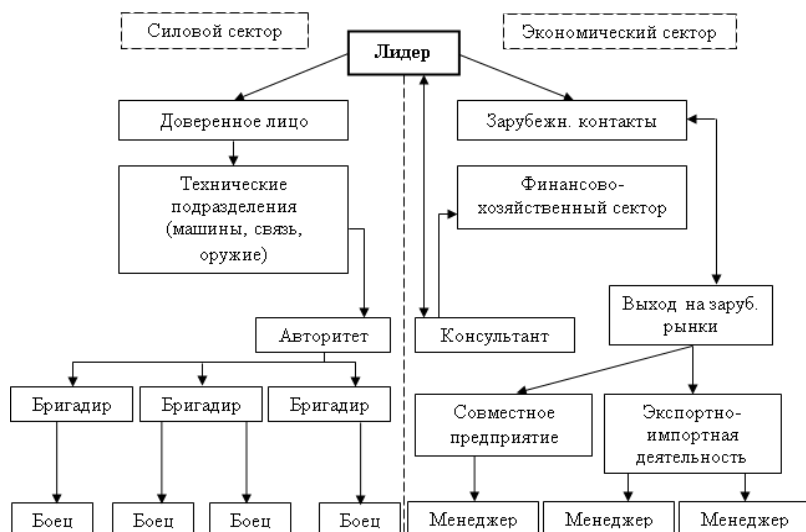 Силовой сектор
Экономический сектор
Лидер
Доверенное лицо
Зарубежн. контакты
Технические
подразделения
(машины, связь,
оружие)
Финансово-
хозяйственный сектор
Выход на заруб.
рынки
Авторитет
Консультант
Бригадир
Бригадир
Бригадир
Совместное
предприятие
Экспортно-
импортная
деятельность
Боец
Боец
Боец
Боец
Менеджер
Менеджер
Менеджер